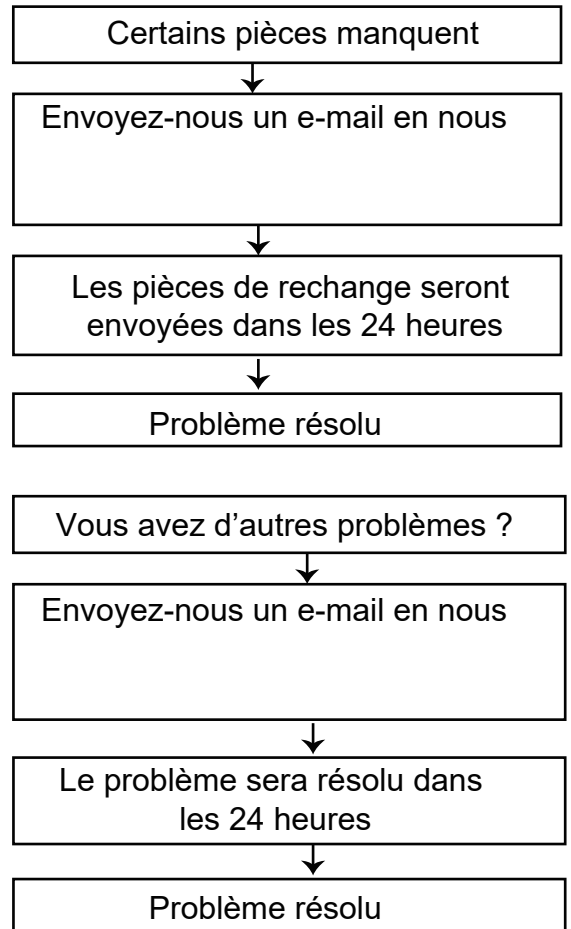 Certains pièces manquent
Envoyez-nous un e-mail en nous
Les pièces de rechange seront
envoyées dans les 24 heures
Problème résolu
Vous avez d’autres problèmes ?
Envoyez-nous un e-mail en nous
Le problème sera résolu dans
les 24 heures
Problème résolu